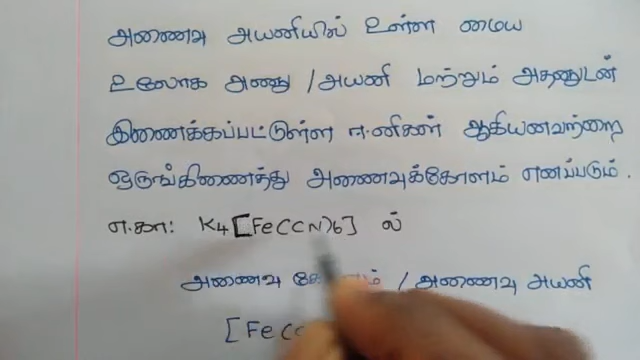 அணைவு அயனியில் உள்ள மைய
உலோக அணு /அயனி மற்றும் அதனுடன்
இணைக்கப்பட்டுள்ள ஈ.னிகள் ஆகியனவற்றை
ஒருங்கிணைத்து அணைவுக்கோளம் எனப்படும்.
எ.கா: K4[Fe(CN)6] ல்
அணைவு / அணைவு அயனி
[Fe(C